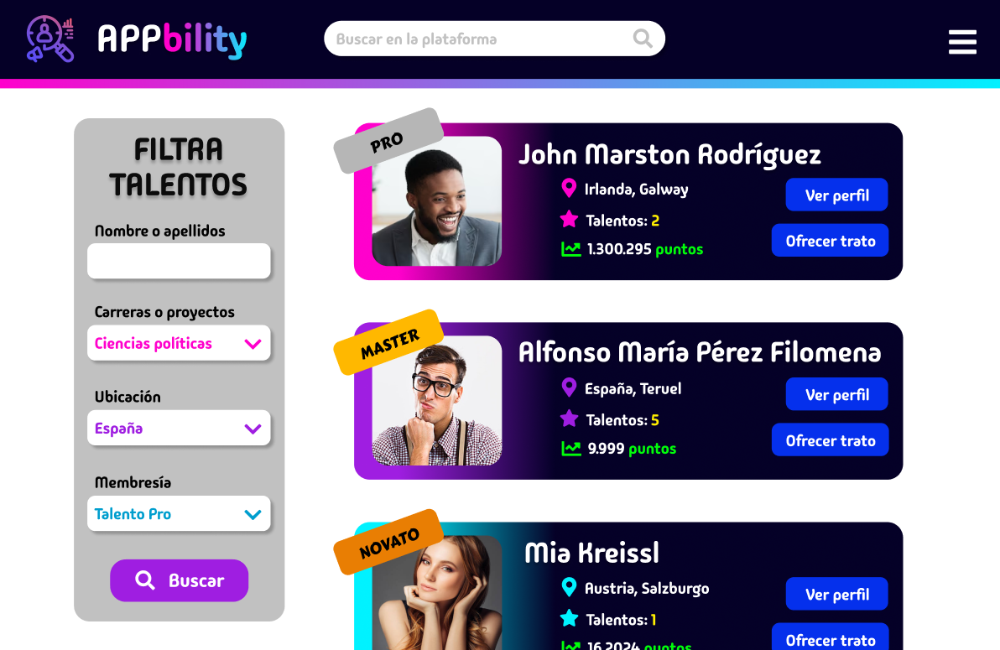 APPbility
Buscar en la plataforma
FILTRA
TALENTOS
Nombre o apellidos
Carreras o proyectos
Ciencias políticas
Ubicación
España
Membresía
Talento Pro
Buscar
PRO
John Marston Rodríguez
Irlanda, Galway
Talentos: 2
1.300.295 puntos
Ver perfil
Ofrecer trato
MASTER
Alfonso María Pérez Filomena
España, Teruel
Talentos: 5
9.999 puntos
Ver perfil
Ofrecer trato
NOVATO
Mia Kreissl
Austria, Salzburgo
Talentos: 1
16.2024 puntos
Ver perfil
Ofrecer trato